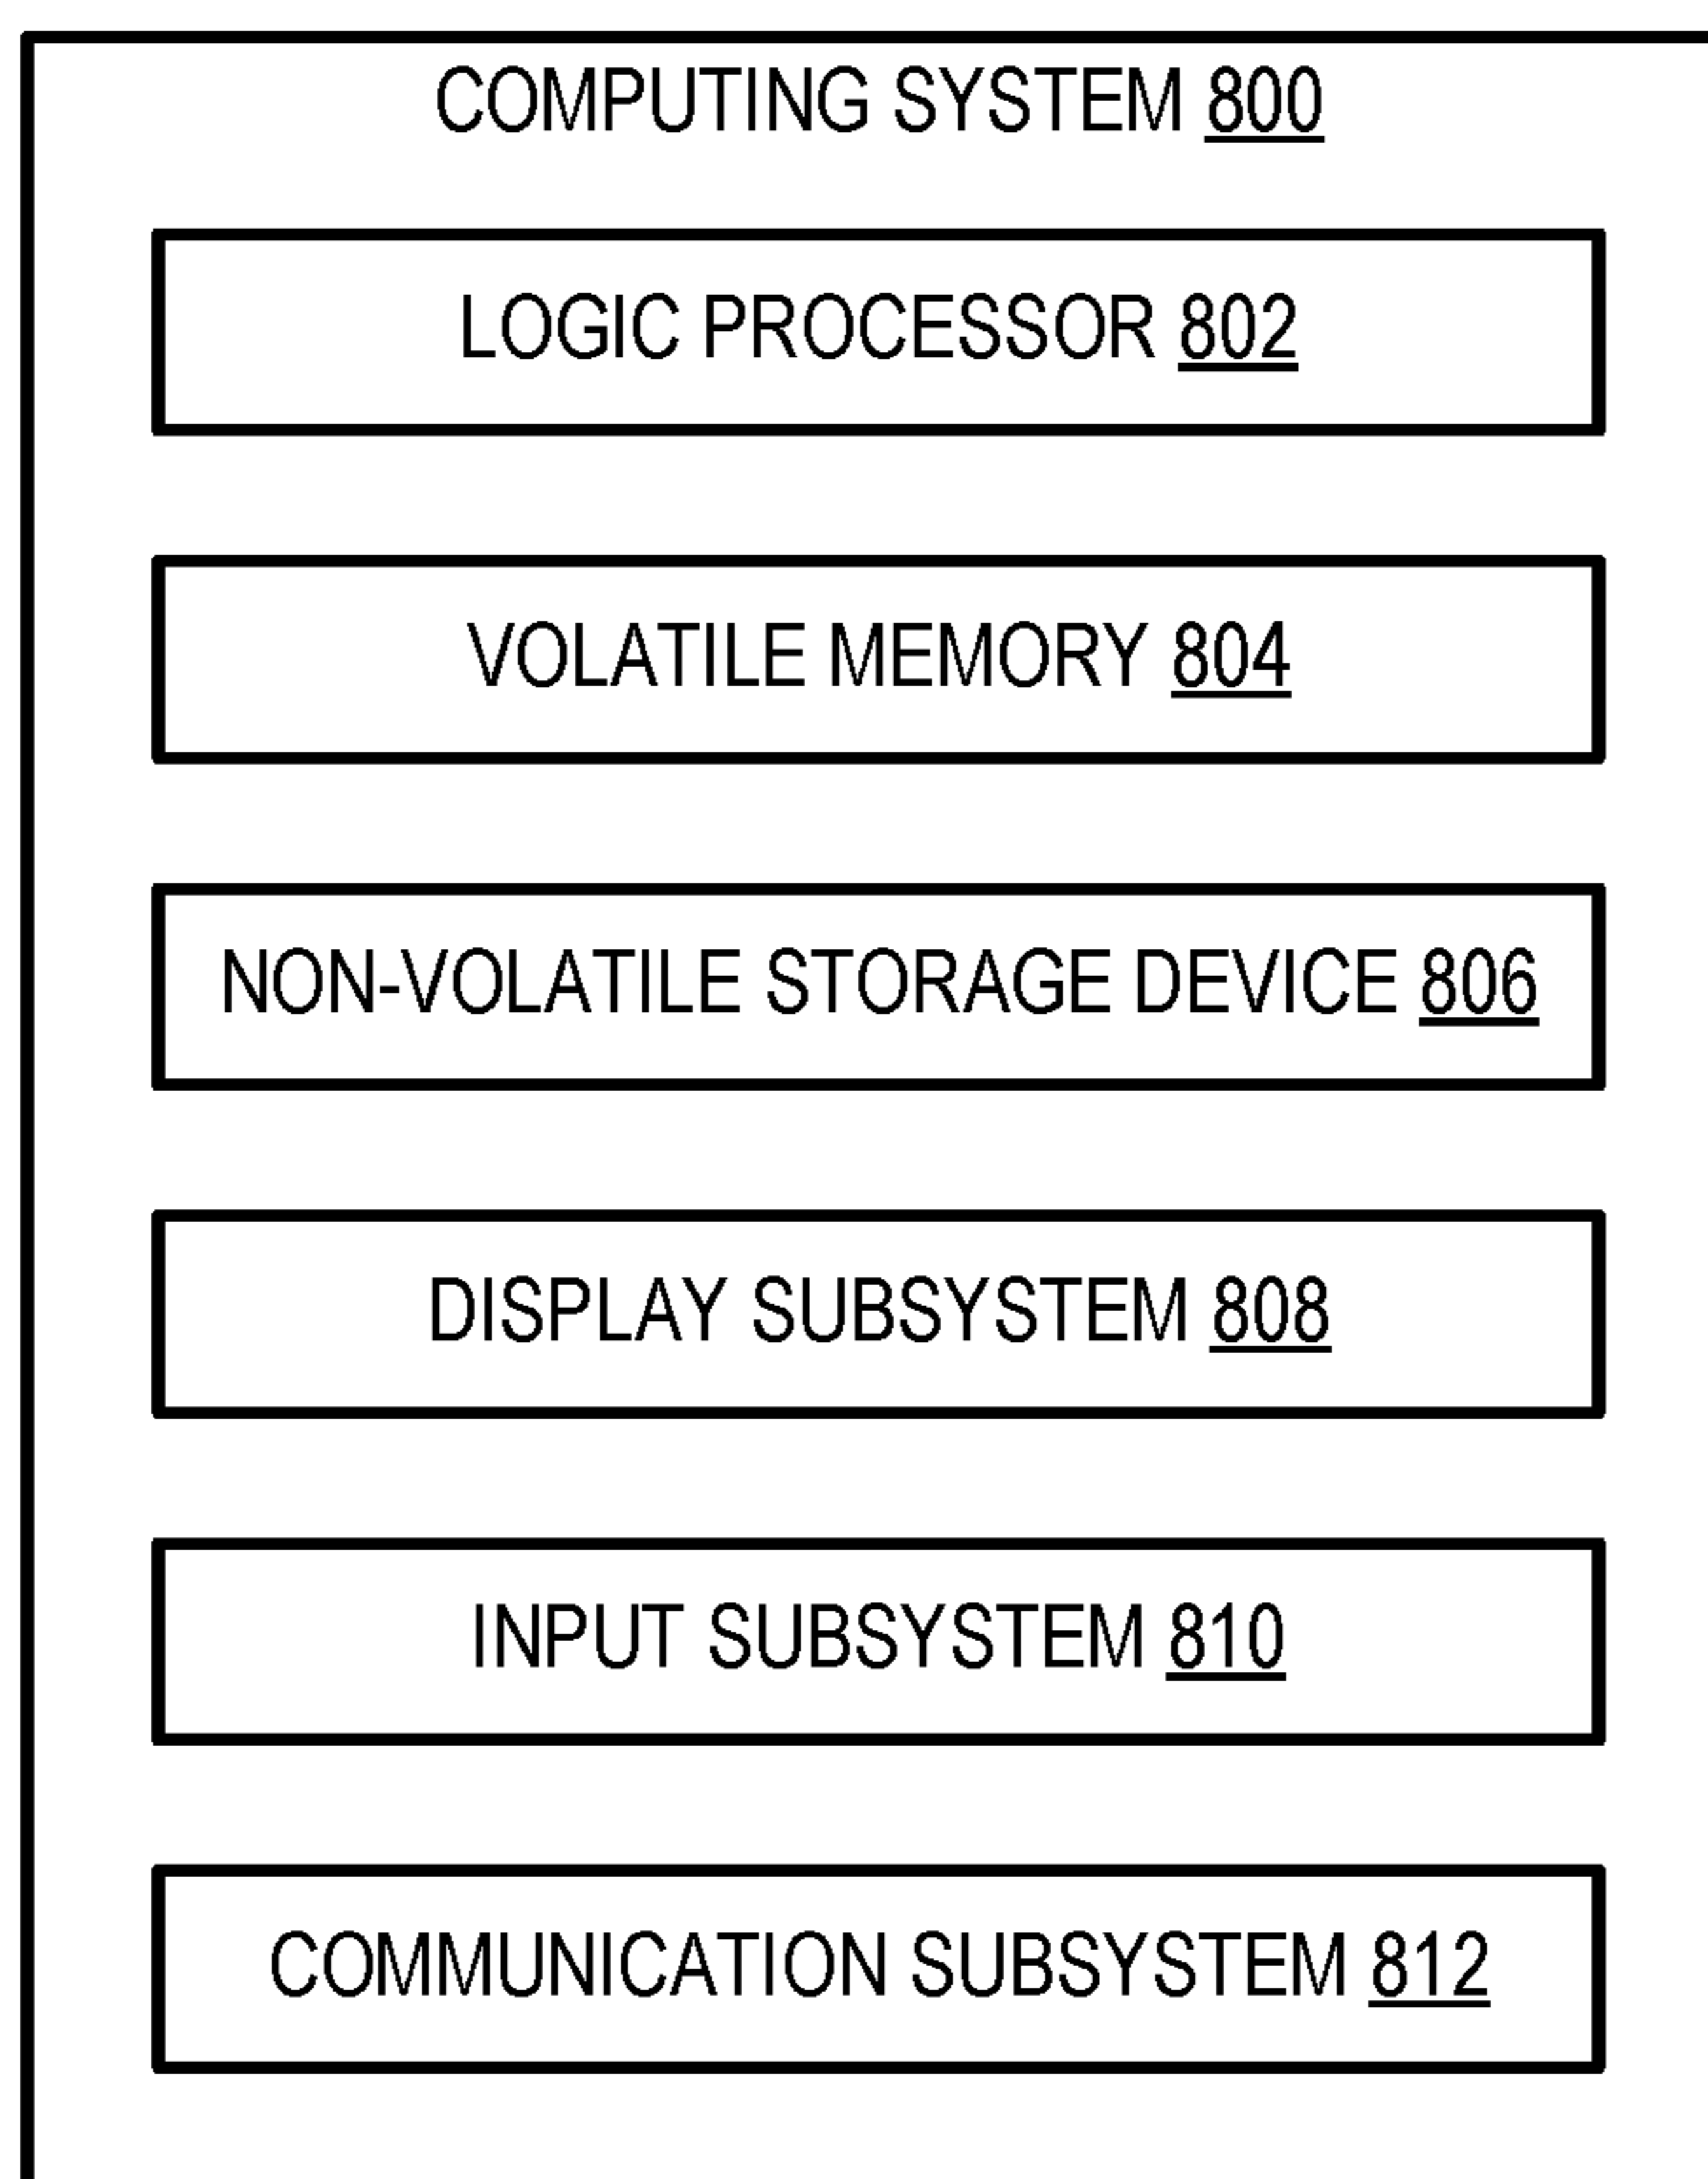 COMPUTING SYSTEM 800
LOGIC PROCESSOR 802
VOLATILE MEMORY 804
NON-VOLATILE STORAGE DEVICE 806
DISPLAY SUBSYSTEM 808
INPUT SUBSYSTEM 810
COMMUNICATION SUBSYSTEM 812